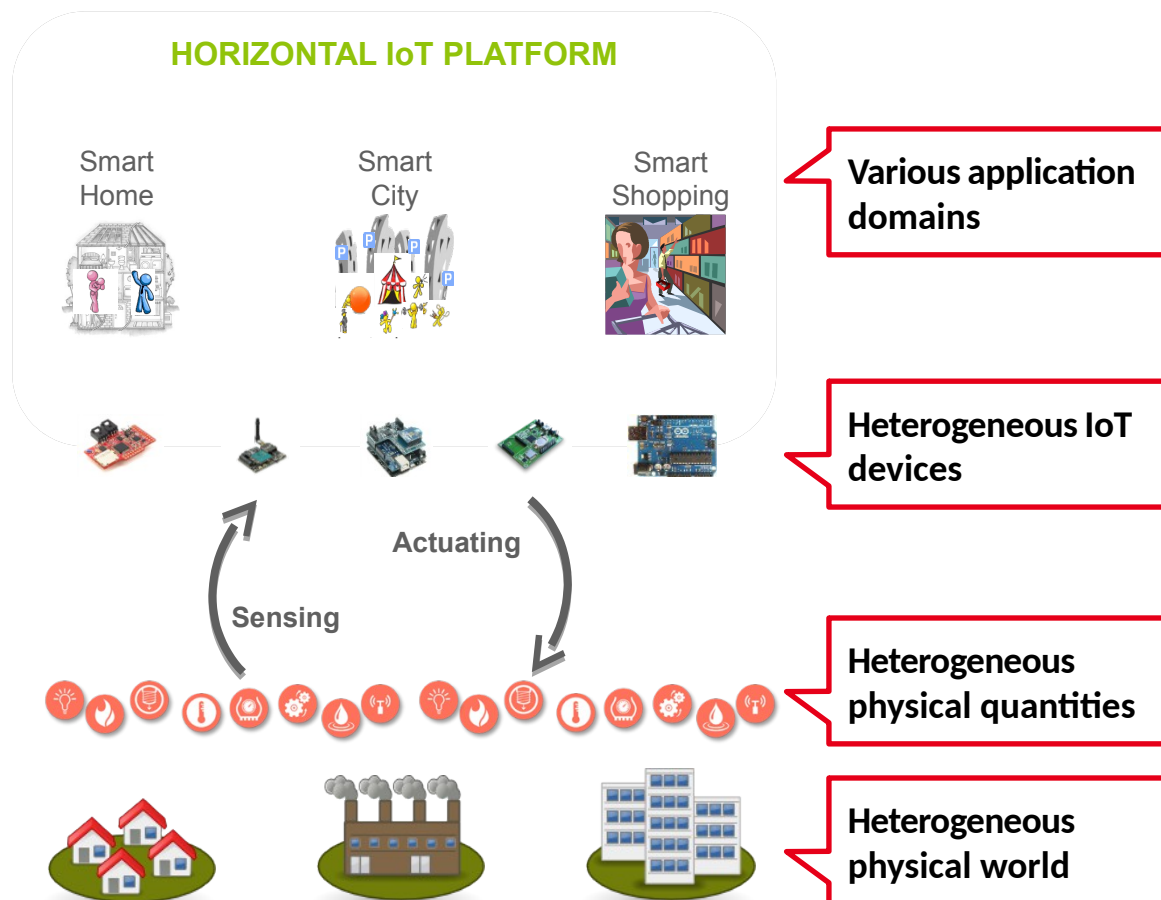 HORIZONTAL IoT PLATFORM
Smart
Home
Smart
City
Smart
Shopping
Various application
domains
P
P
P
P
Heterogeneous IoT
devices
Actuating
Sensing
Heterogeneous
physical quantities
Heterogeneous
physical world